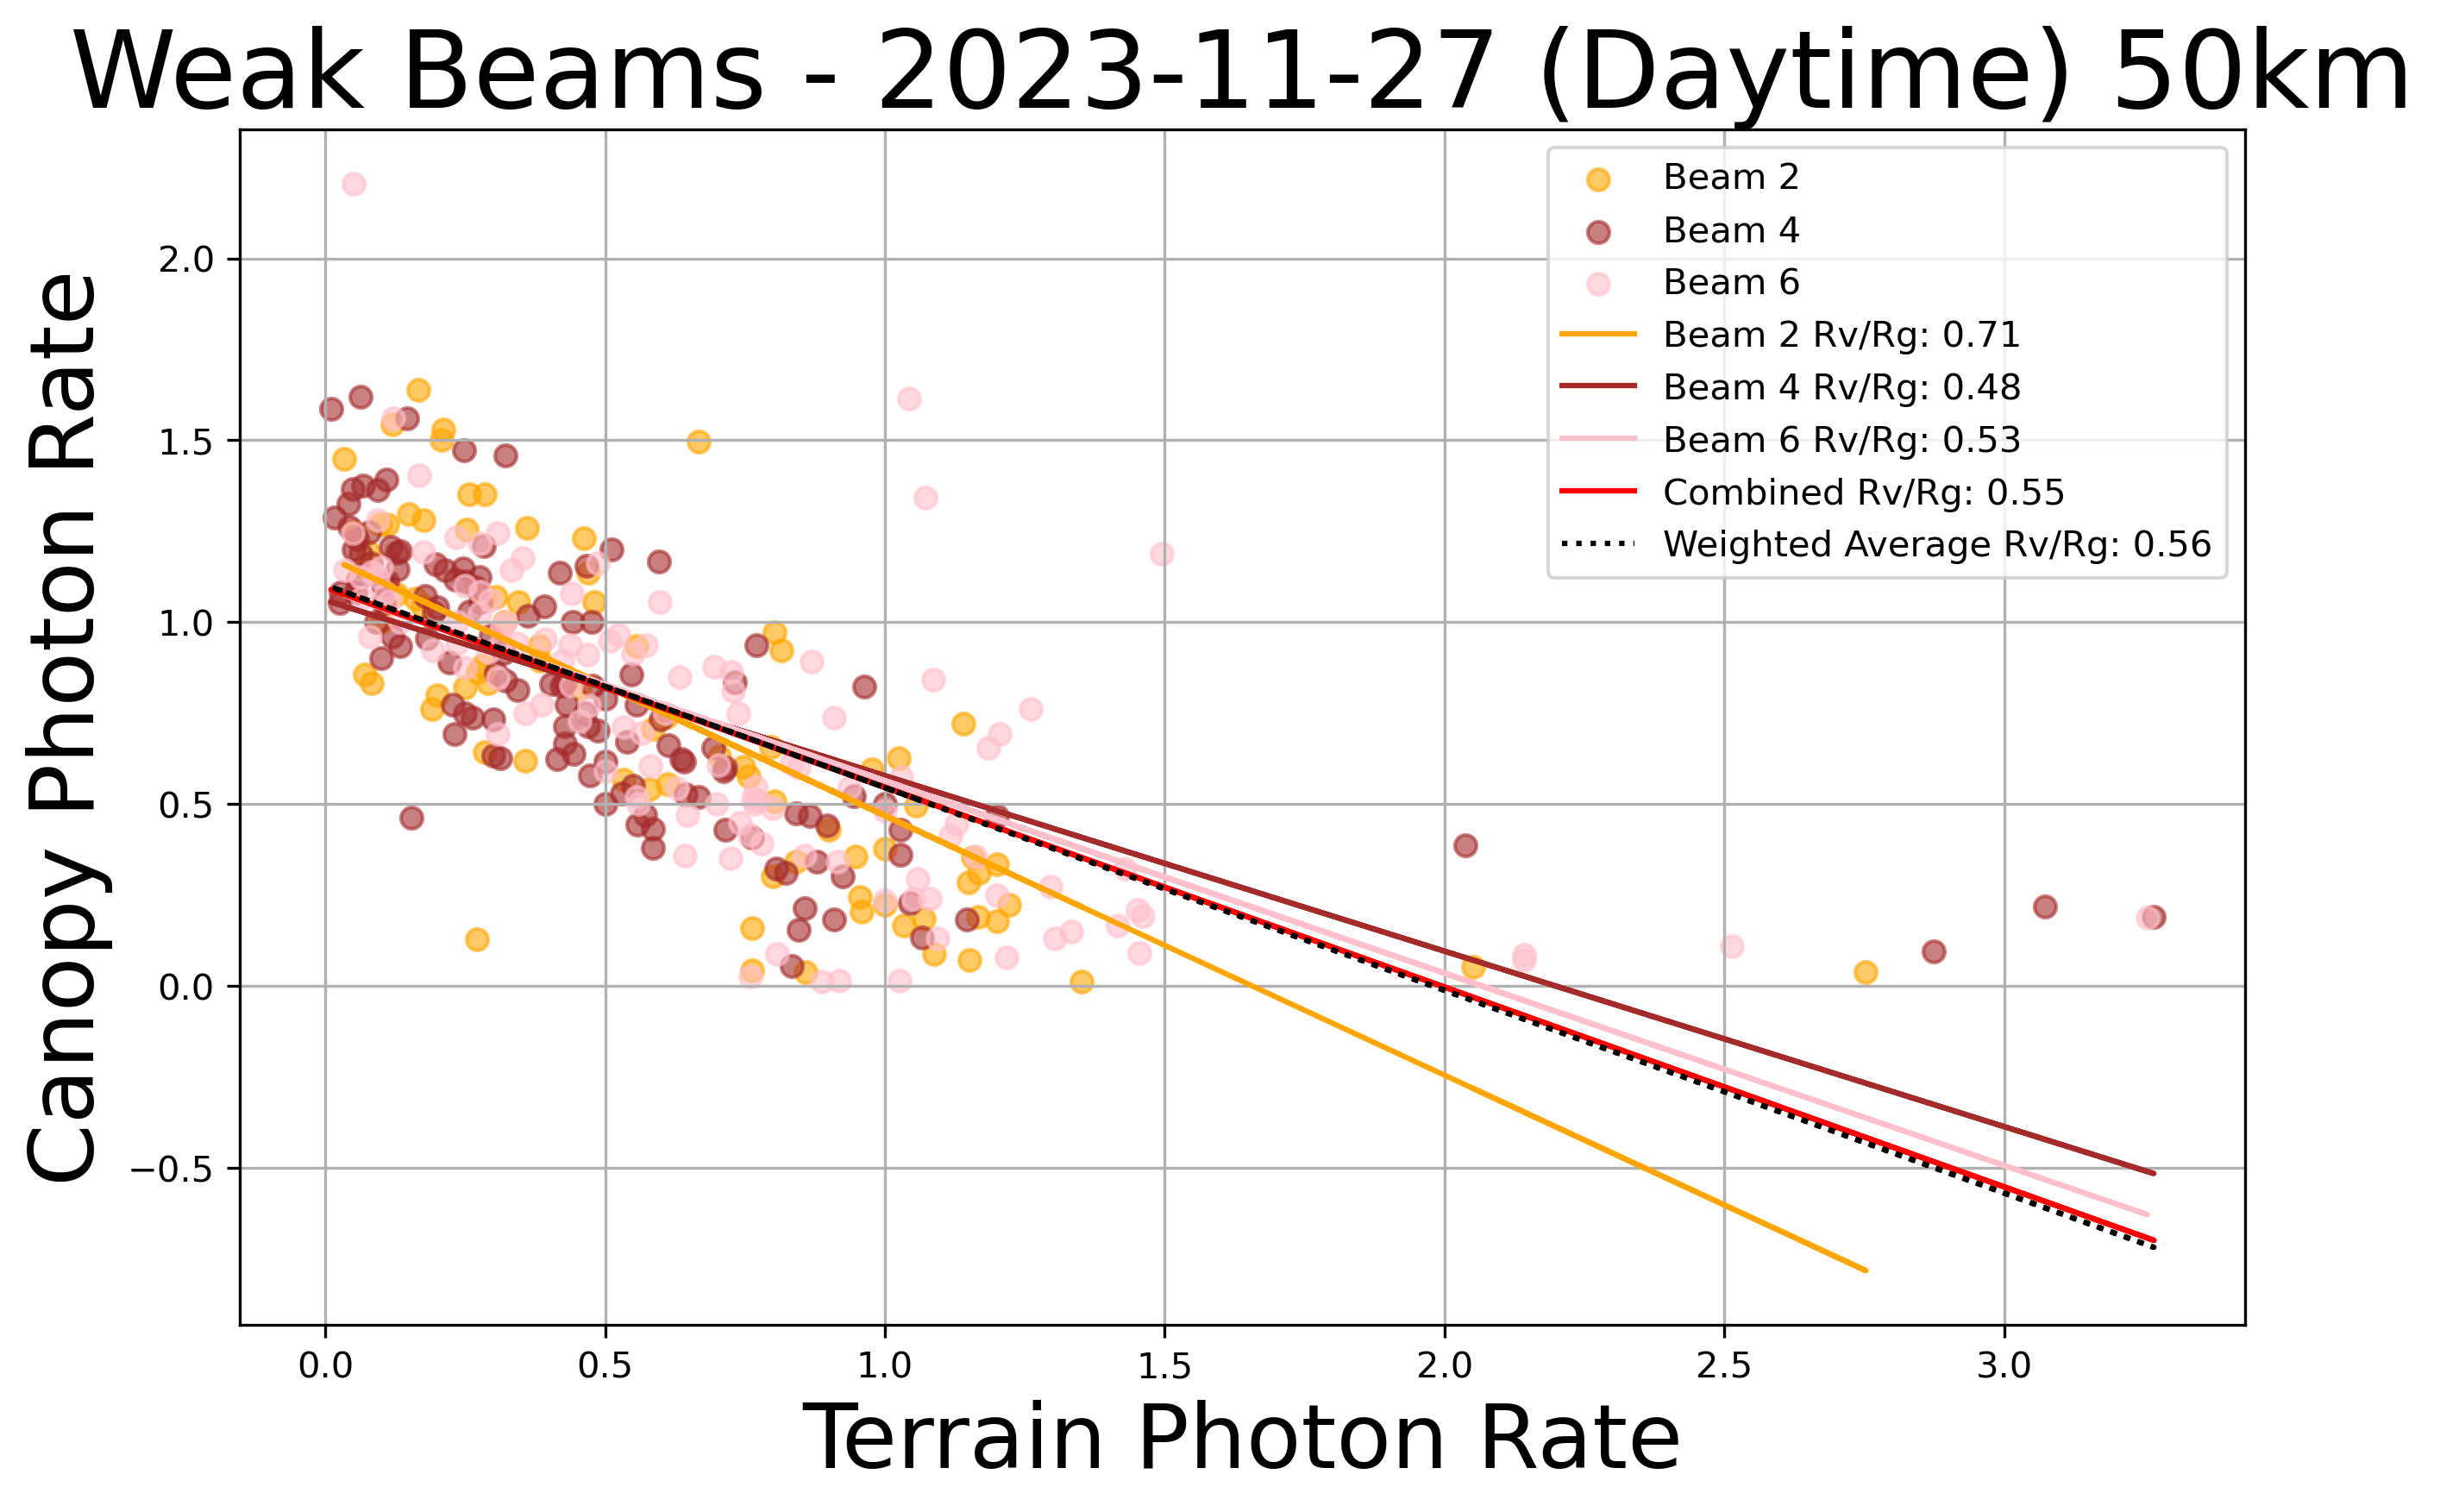 Weak Beams - 2023-11-27 (Daytime) 50km
Canopy Photon Rate
2.0
1.5
1.0
0.5
0.0
−0.5
Beam 2
Beam 4
Beam 6
Beam 2 Rv/Rg: 0.71
Beam 4 Rv/Rg: 0.48
Beam 6 Rv/Rg: 0.53
Combined Rv/Rg: 0.55
Weighted Average Rv/Rg: 0.56
0.0 0.5 1.0 1.5 2.0 2.5 3.0
Terrain Photon Rate